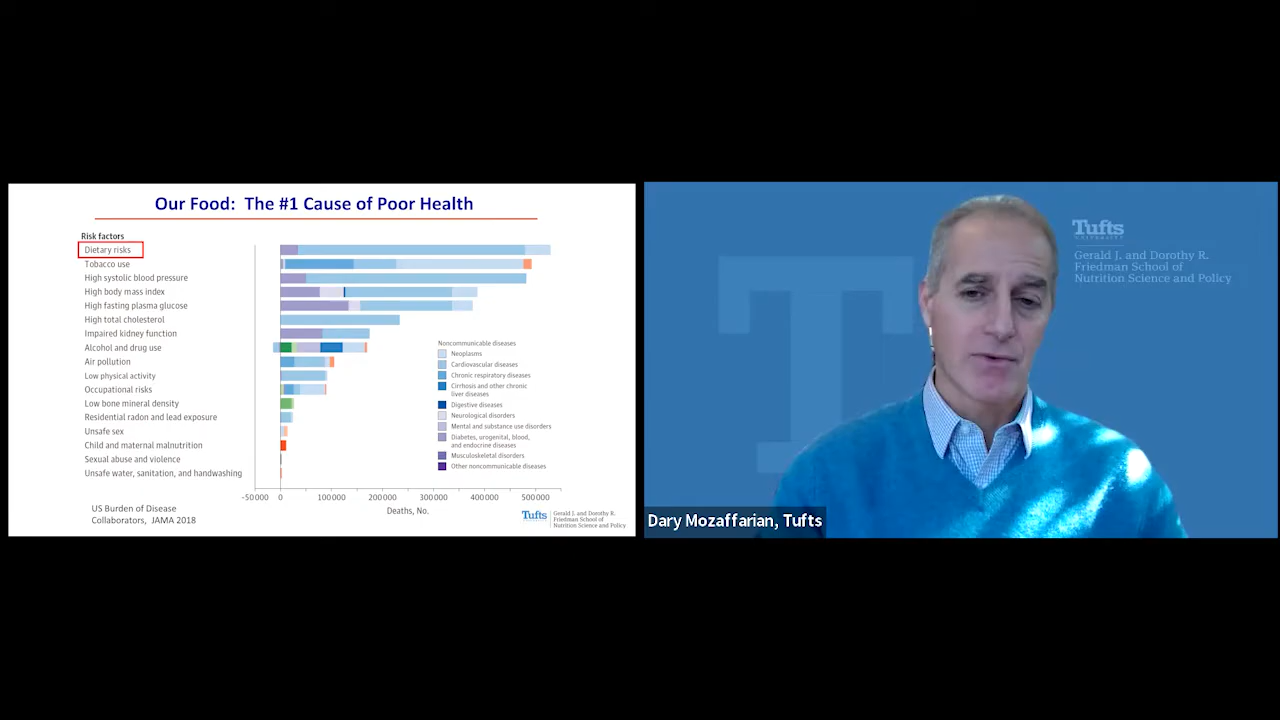 Our Food: The #1 Cause of Poor Health
Risk factors
Dietary risks
Tobacco use
High systolic blood pressure
High body mass index
High fasting plasma glucose
High total cholesterol
Impaired kidney function
Alcohol and drug use
Air pollution
Low physical activity
Occupational risks
Low bone mineral density
Residential radon and lead exposure
Unsafe sex
Child and maternal malnutrition
Sexual abuse and violence
Unsafe water, sanitation, and handwashing
Noncommunicable diseases
Neoplasms
Cardiovascular diseases
Chronic respiratory diseases
Cirrhosis and other chronic
liver diseases
Digestive diseases
Neurological disorders
Mental and substance use disorders
Diabetes, urogenital, blood,
and endocrine diseases
Musculoskeletal disorders
Other noncommunicable diseases
-50000 0 100000 200000 300000 400000 500000
Deaths, No.
US Burden of Disease
Collaborators, JAMA 2018
Tufts
UNIVERSITY
Gerald J. and Dorothy R.
Friedman School of
Nutrition Science and Policy
Tufts
UNIVERSITY
Gerald J. and Dorothy R.
Friedman School of
Nutrition Science and Policy
Dary Mozaffarian, Tufts